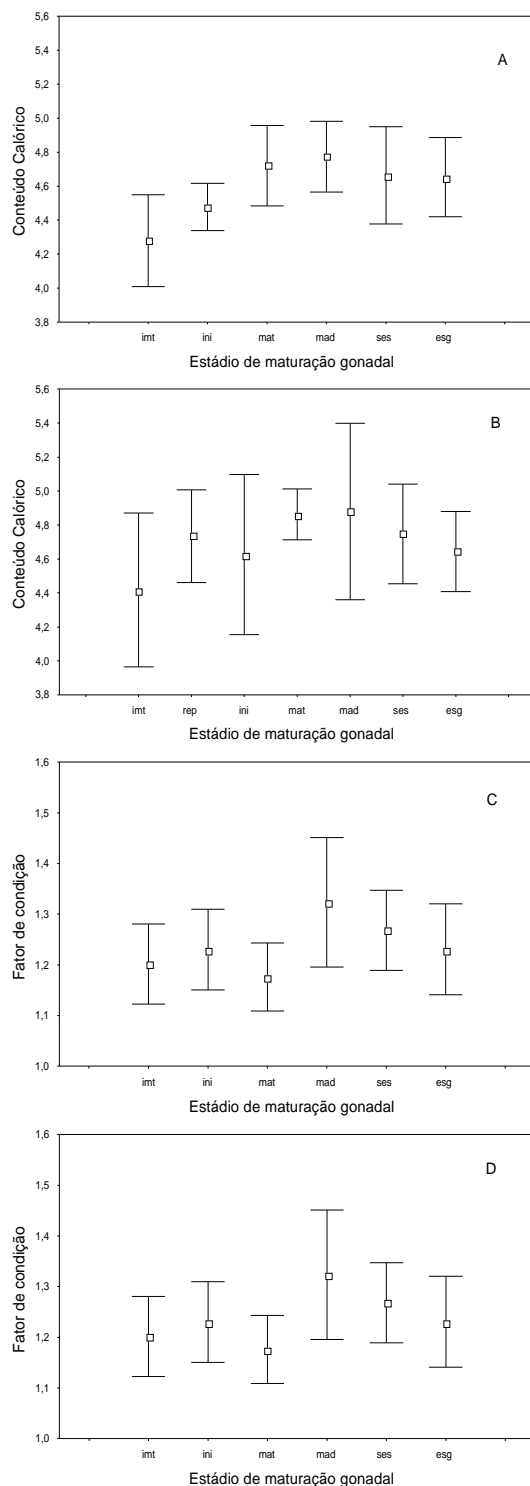 A
Conteúdo Calórico
5,6
5,4
5,2
5,0
4,8
4,6
4,4
4,2
4,0
3,8
imt ini mat mad ses esg
Estádio de maturação gonadal
B
Conteúdo Calórico
5,6
5,4
5,2
5,0
4,8
4,6
4,4
4,2
4,0
3,8
imt rep ini mat mad ses esg
Estádio de maturação gonadal
C
Fator de condição
1,6
1,5
1,4
1,3
1,2
1,1
1,0
imt ini mat mad ses esg
Estádio de maturação gonadal
D
Fator de condição
1,6
1,5
1,4
1,3
1,2
1,1
1,0
imt ini mat mad ses esg
Estádio de maturação gonadal